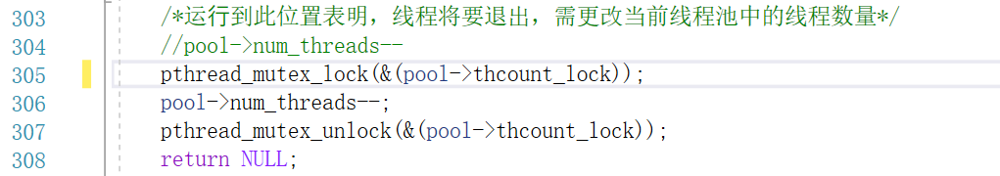 303 /*运行到此位置表明，线程将要退出，需更改当前线程池中的线程数量*/
304 //pool->num_threads--
305 pthread_mutex_lock(&(pool->thcount_lock));
306 pool->num_threads--;
307 pthread_mutex_unlock(&(pool->thcount_lock));
308 return NULL;